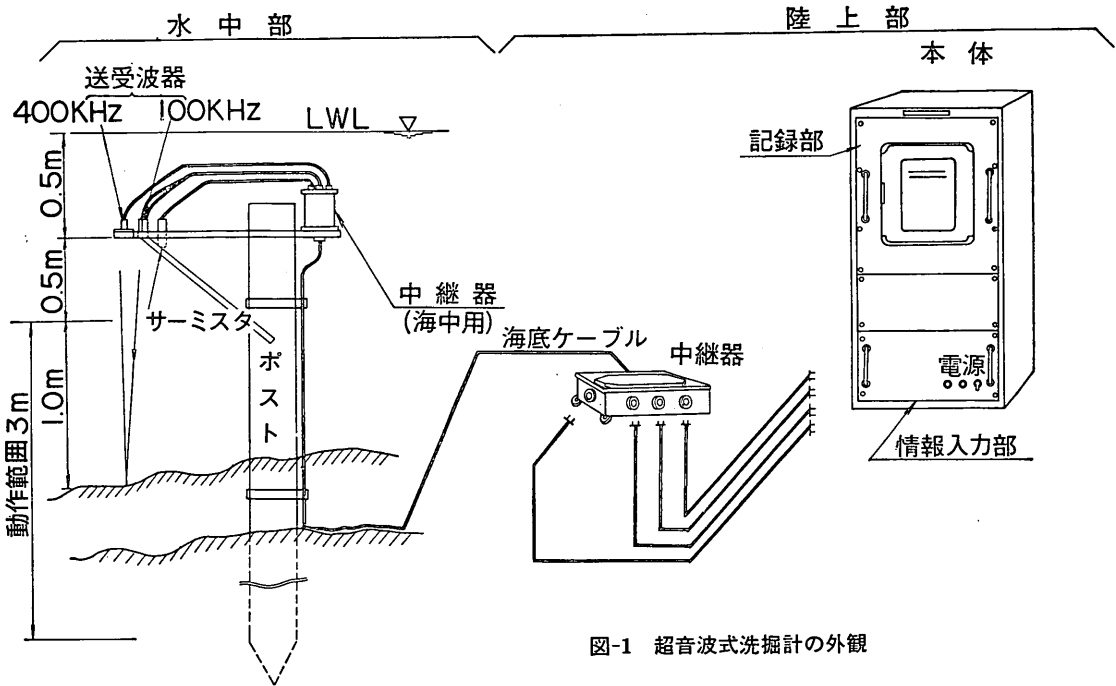 水中部
陸上部
本体
送受波器
400KHz 100KHz
LWL
記録部
0.5m
0.5m
サーミスタ
中継器
(海中用)
海底ケーブル
中継器
ポスト
1.0m
動作範囲3m
電源
情報入力部
図-1 超音波式洗掘計の外観